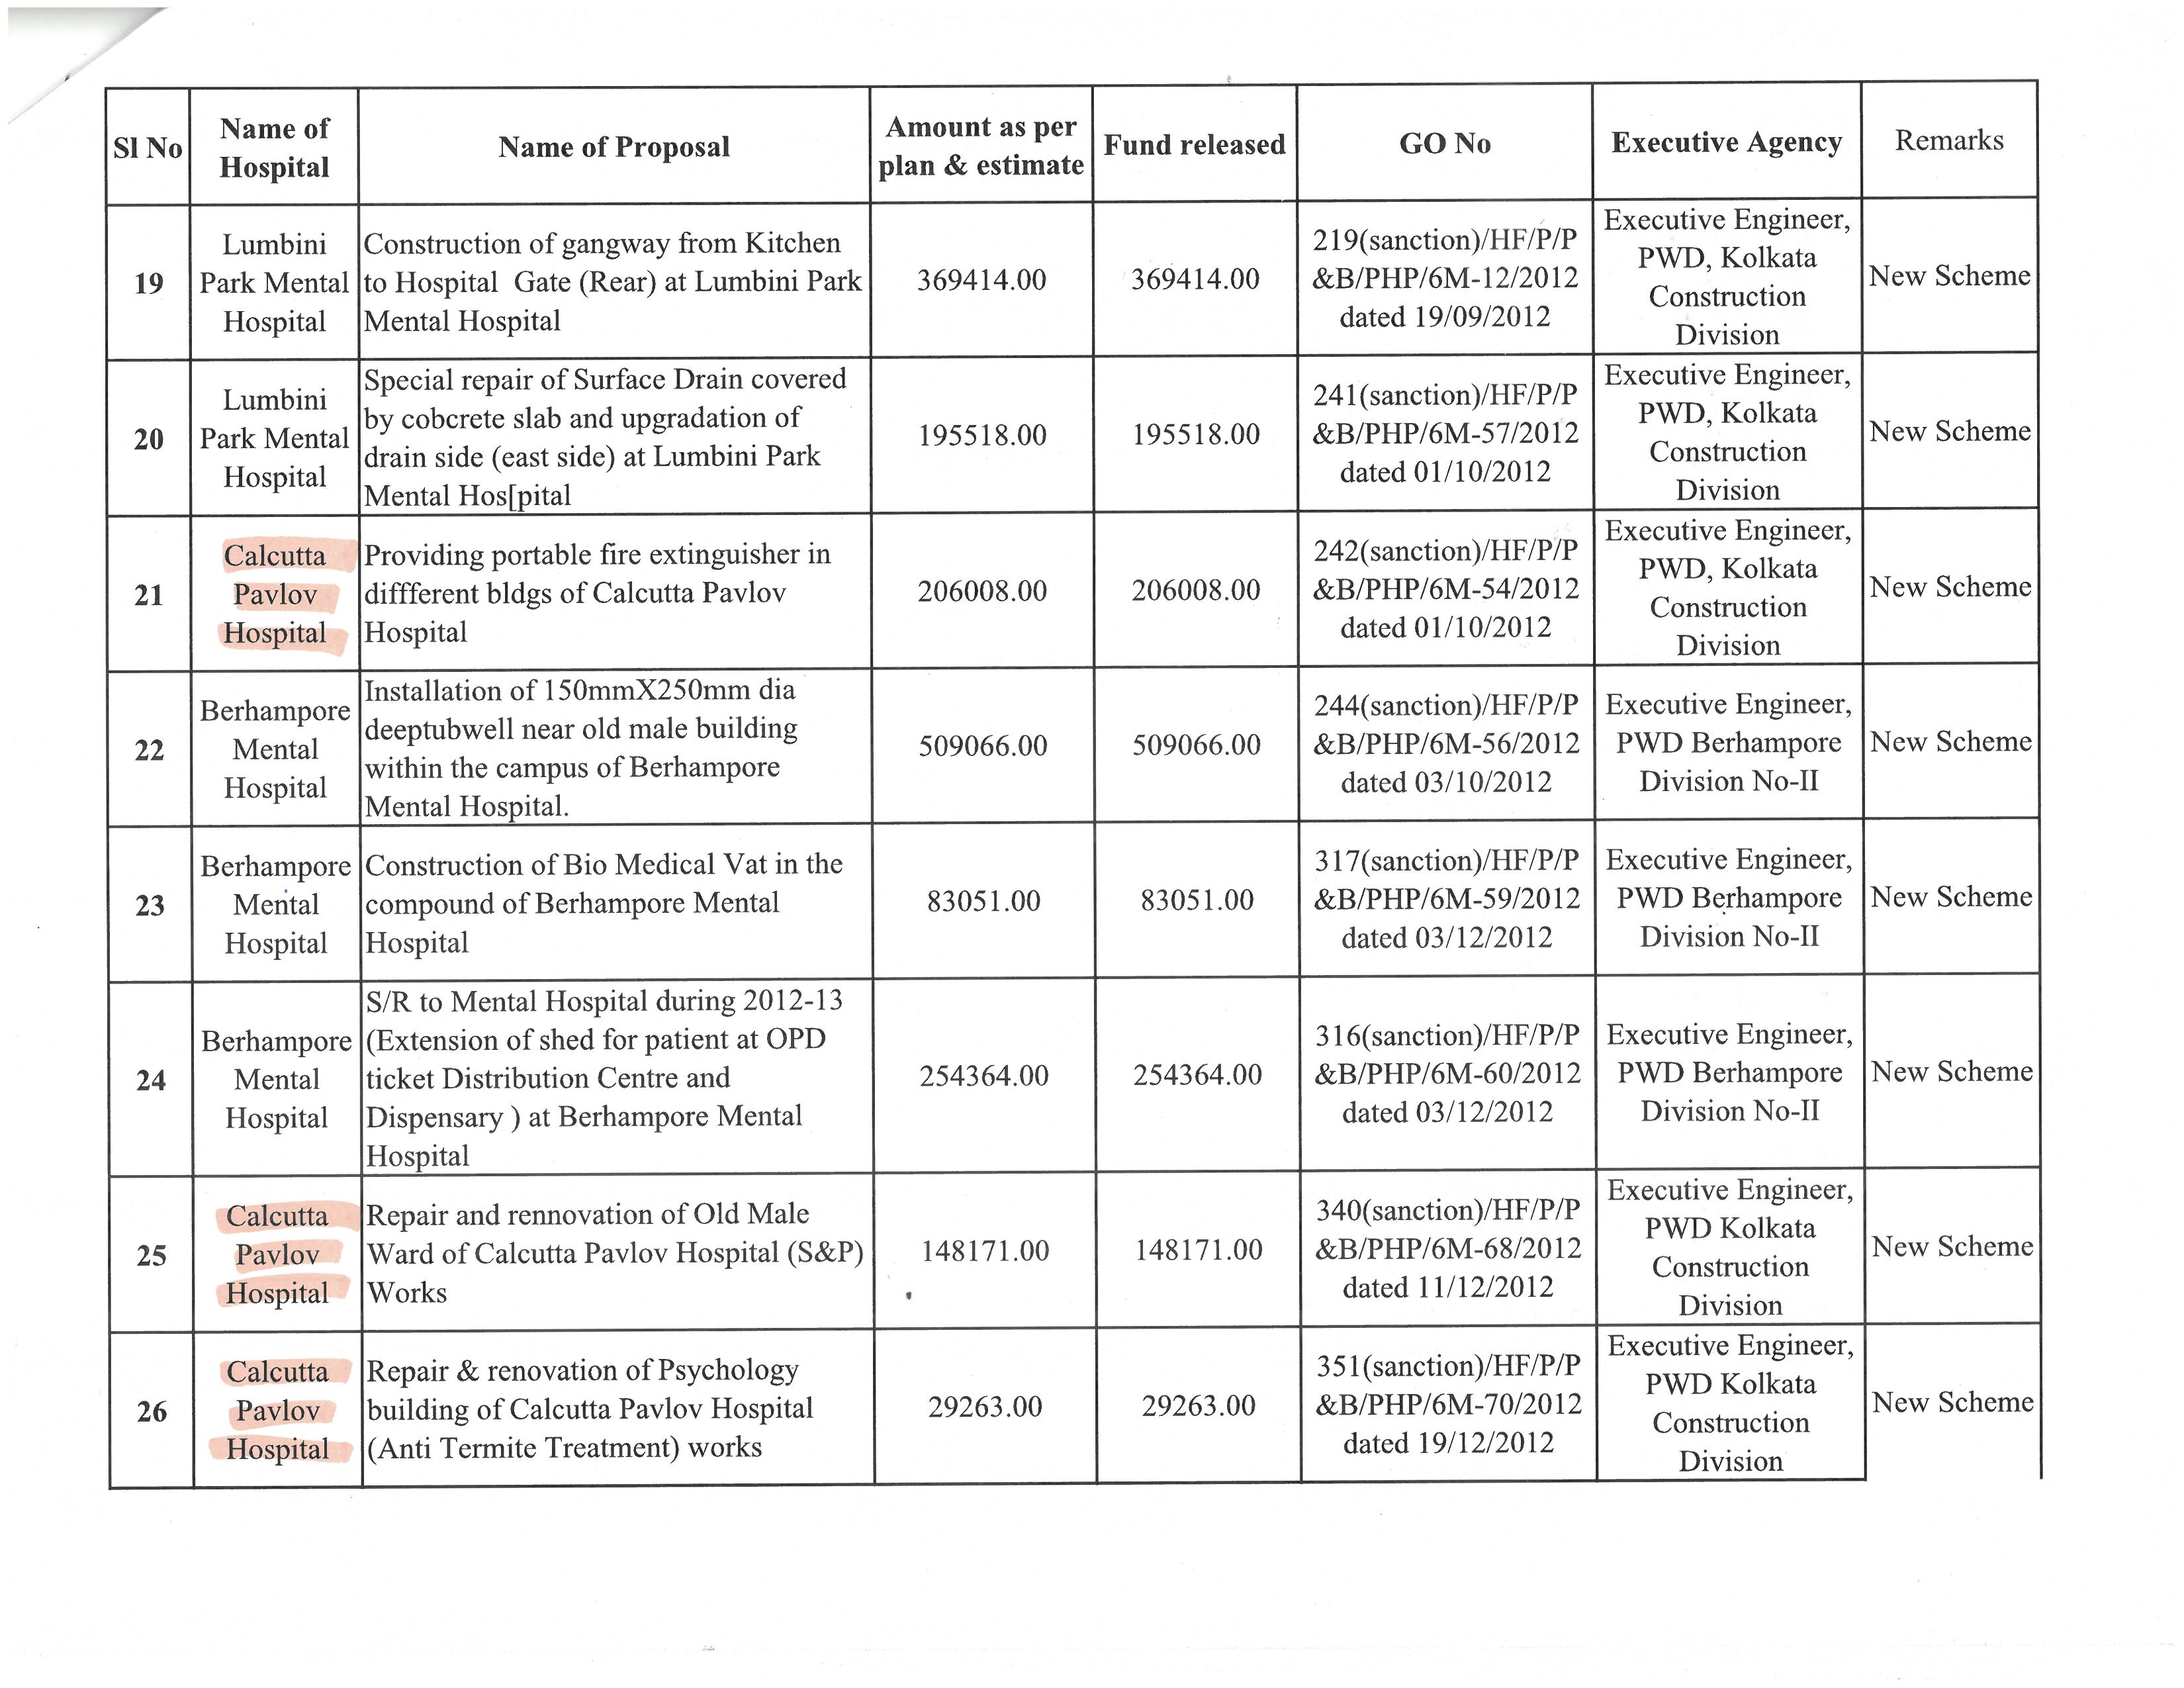 Sl No
Name of
Hospital
Name of Proposal
Amount as per
plan & estimate
Fund released
GO No
Executive Agency
Remarks
19
Lumbini
Park Mental
Hospital
Construction of gangway from Kitchen
to Hospital Gate (Rear) at Lumbini Park
Mental Hospital
369414.00
369414.00
219(sanction)/HF/P/P
&B/PHP/6M-12/2012
dated 19/09/2012
Executive Engineer,
PWD, Kolkata
Construction
Division
New Scheme
20
Lumbini
Park Mental
Hospital
Special repair of Surface Drain covered
by cobcrete slab and upgradation of
drain side (east side) at Lumbini Park
Mental Hos[pital
195518.00
195518.00
241(sanction)/HF/P/P
&B/PHP/6M-57/2012
dated 01/10/2012
Executive Engineer,
PWD, Kolkata
Construction
Division
New Scheme
21
Calcutta
Pavlov
Hospital
Providing portable fire extinguisher in
diffferent bldgs of Calcutta Pavlov
Hospital
206008.00
206008.00
242(sanction)/HF/P/P
&B/PHP/6M-54/2012
dated 01/10/2012
Executive Engineer,
PWD, Kolkata
Construction
Division
New Scheme
22
Berhampore
Mental
Hospital
Installation of 150mmX250mm dia
deeptubwell near old male building
within the campus of Berhampore
Mental Hospital.
509066.00
509066.00
244(sanction)/HF/P/P
&B/PHP/6M-56/2012
dated 03/10/2012
Executive Engineer,
PWD Berhampore
Division No-II
New Scheme
23
Berhampore
Mental
Hospital
Construction of Bio Medical Vat in the
compound of Berhampore Mental
Hospital
83051.00
83051.00
317(sanction)/HF/P/P
&B/PHP/6M-59/2012
dated 03/12/2012
Executive Engineer,
PWD Berhampore
Division No-II
New Scheme
24
Berhampore
Mental
Hospital
S/R to Mental Hospital during 2012-13
(Extension of shed for patient at OPD
ticket Distribution Centre and
Dispensary ) at Berhampore Mental
Hospital
254364.00
254364.00
316(sanction)/HF/P/P
&B/PHP/6M-60/2012
dated 03/12/2012
Executive Engineer,
PWD Berhampore
Division No-II
New Scheme
25
Calcutta
Pavlov
Hospital
Repair and rennovation of Old Male
Ward of Calcutta Pavlov Hospital (S&P)
Works
148171.00
148171.00
340(sanction)/HF/P/P
&B/PHP/6M-68/2012
dated 11/12/2012
Executive Engineer,
PWD Kolkata
Construction
Division
New Scheme
26
Calcutta
Pavlov
Hospital
Repair & renovation of Psychology
building of Calcutta Pavlov Hospital
(Anti Termite Treatment) works
29263.00
29263.00
351(sanction)/HF/P/P
&B/PHP/6M-70/2012
dated 19/12/2012
Executive Engineer,
PWD Kolkata
Construction
Division
New Scheme